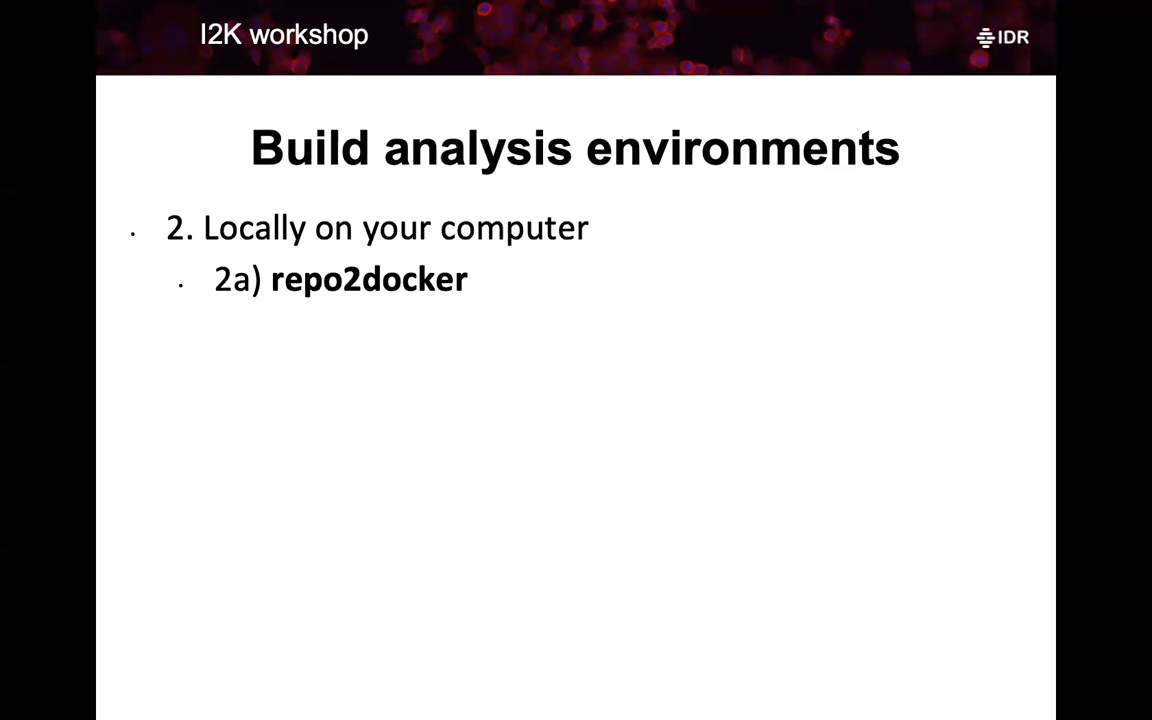 I2K workshop
IDR
Build analysis environments
• 2. Locally on your computer
• 2a) repo2docker